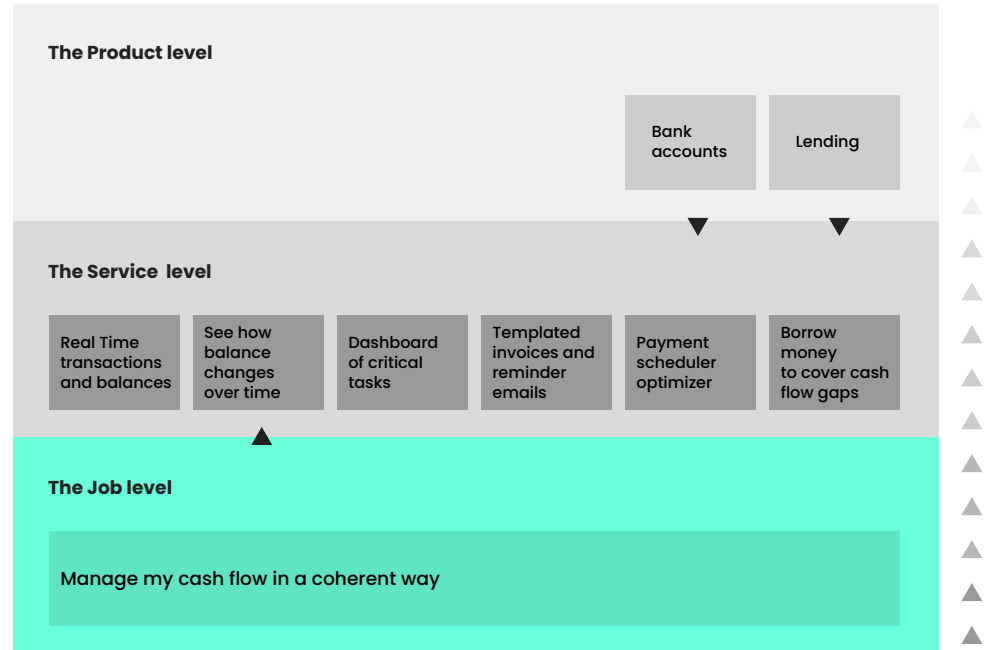 The Product level
Bank
accounts
Lending
The Service  level
Real Time
transactions
and balances
See how
balance
changes
over time
Dashboard
of critical
tasks
Templated
invoices and
reminder
emails
Payment
scheduler
optimizer
Borrow
money
to cover cash
flow gaps
The Job level
Manage my cash flow in a coherent way